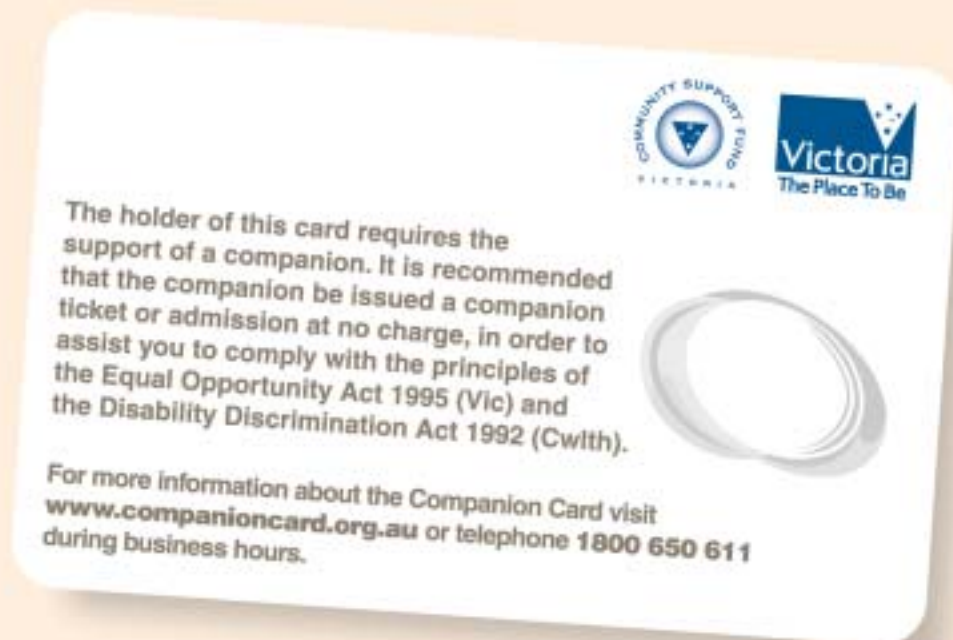 COMMUNITY SUPPORT FUND
VICTORIA
Victoria
The Place To Be
The holder of this card requires the
support of a companion. It is recommended
that the companion be issued a companion
ticket or admission at no charge, in order to
assist you to comply with the principles of
the Equal Opportunity Act 1995 (Vic) and
the Disability Discrimination Act 1992 (Cwlth).
For more information about the Companion Card visit
www.companioncard.org.au or telephone 1800 650 611
during business hours.